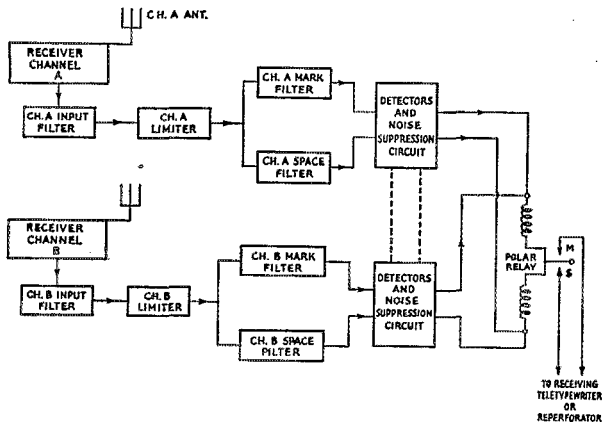 CH. A ANT.
RECEIVER
CHANNEL
A
CH. A INPUT
FILTER
CH. A
LIMITER
CH. A MARK
FILTER
CH. A SPACE
FILTER
DETECTORS
AND
NOISE
SUPPRESSION
CIRCUIT
RECEIVER
CHANNEL
B
CH. B INPUT
FILTER
CH. B
LIMITER
CH. B MARK
FILTER
CH. B SPACE
FILTER
DETECTORS
AND
NOISE
SUPPRESSION
CIRCUIT
POLAR
RELAY
M
S
TO RECEIVING
TELETYPEWRITER
OR
REPERFORATOR